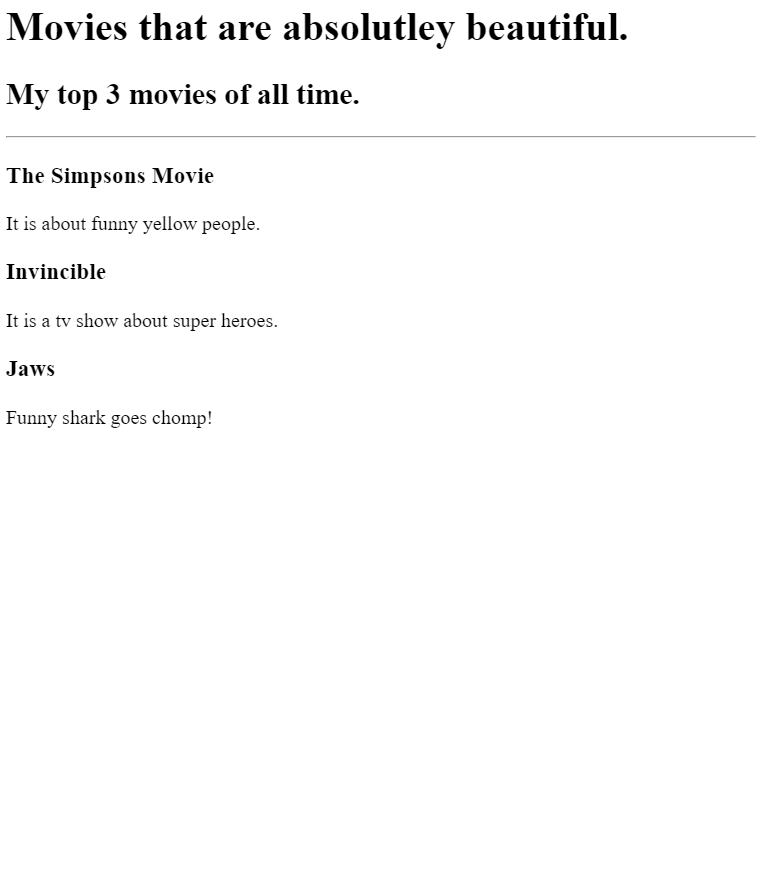 Movies that are absolutley beautiful.
My top 3 movies of all time.
The Simpsons Movie
It is about funny yellow people.
Invincible
It is a tv show about super heroes.
Jaws
Funny shark goes chomp!